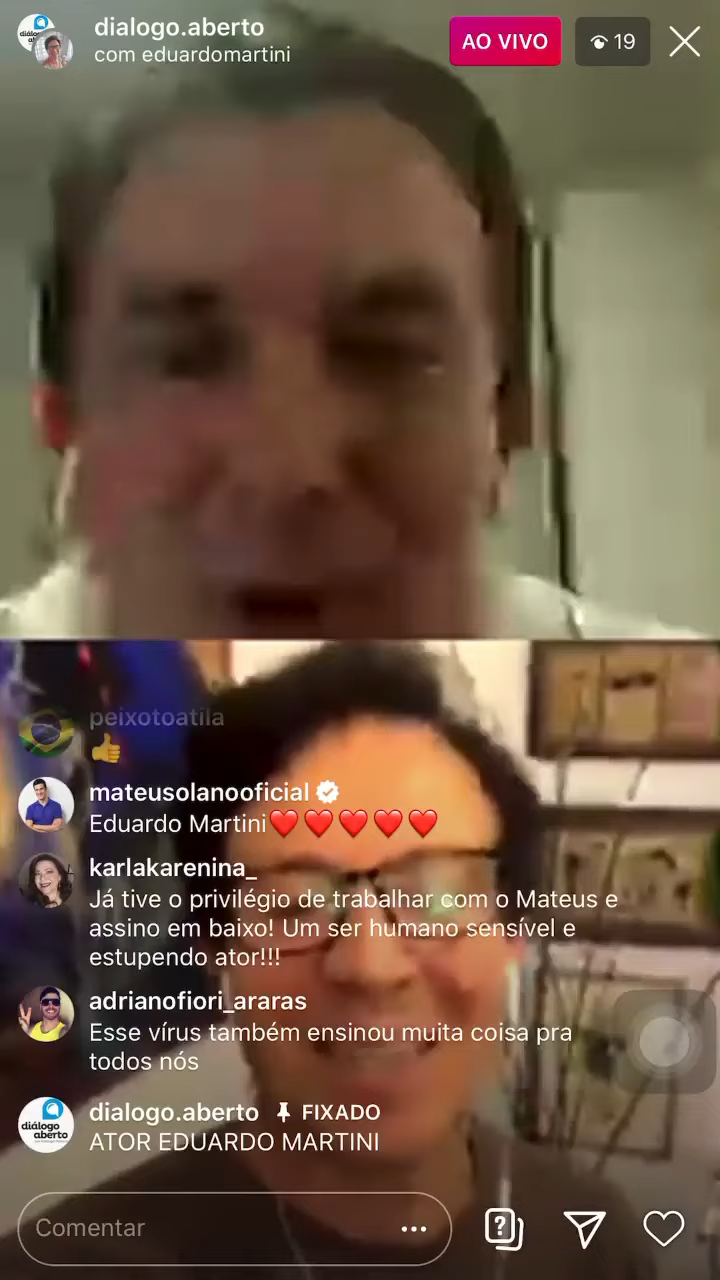 dialogo.aberto
com eduardomartini
AO VIVO
19
peixotoatila
👍
mateusolanooficial
Eduardo Martini❤️❤️❤️❤️❤️
karlakarenina_
Já tive o privilégio de trabalhar com o Mateus e
assino em baixo! Um ser humano sensível e
estupendo ator!!!
adrianofiori_araras
Esse vírus também ensinou muita coisa pra
todos nós
diálogo
aberto
dialogo.aberto FIXADO
ATOR EDUARDO MARTINI
Comentar